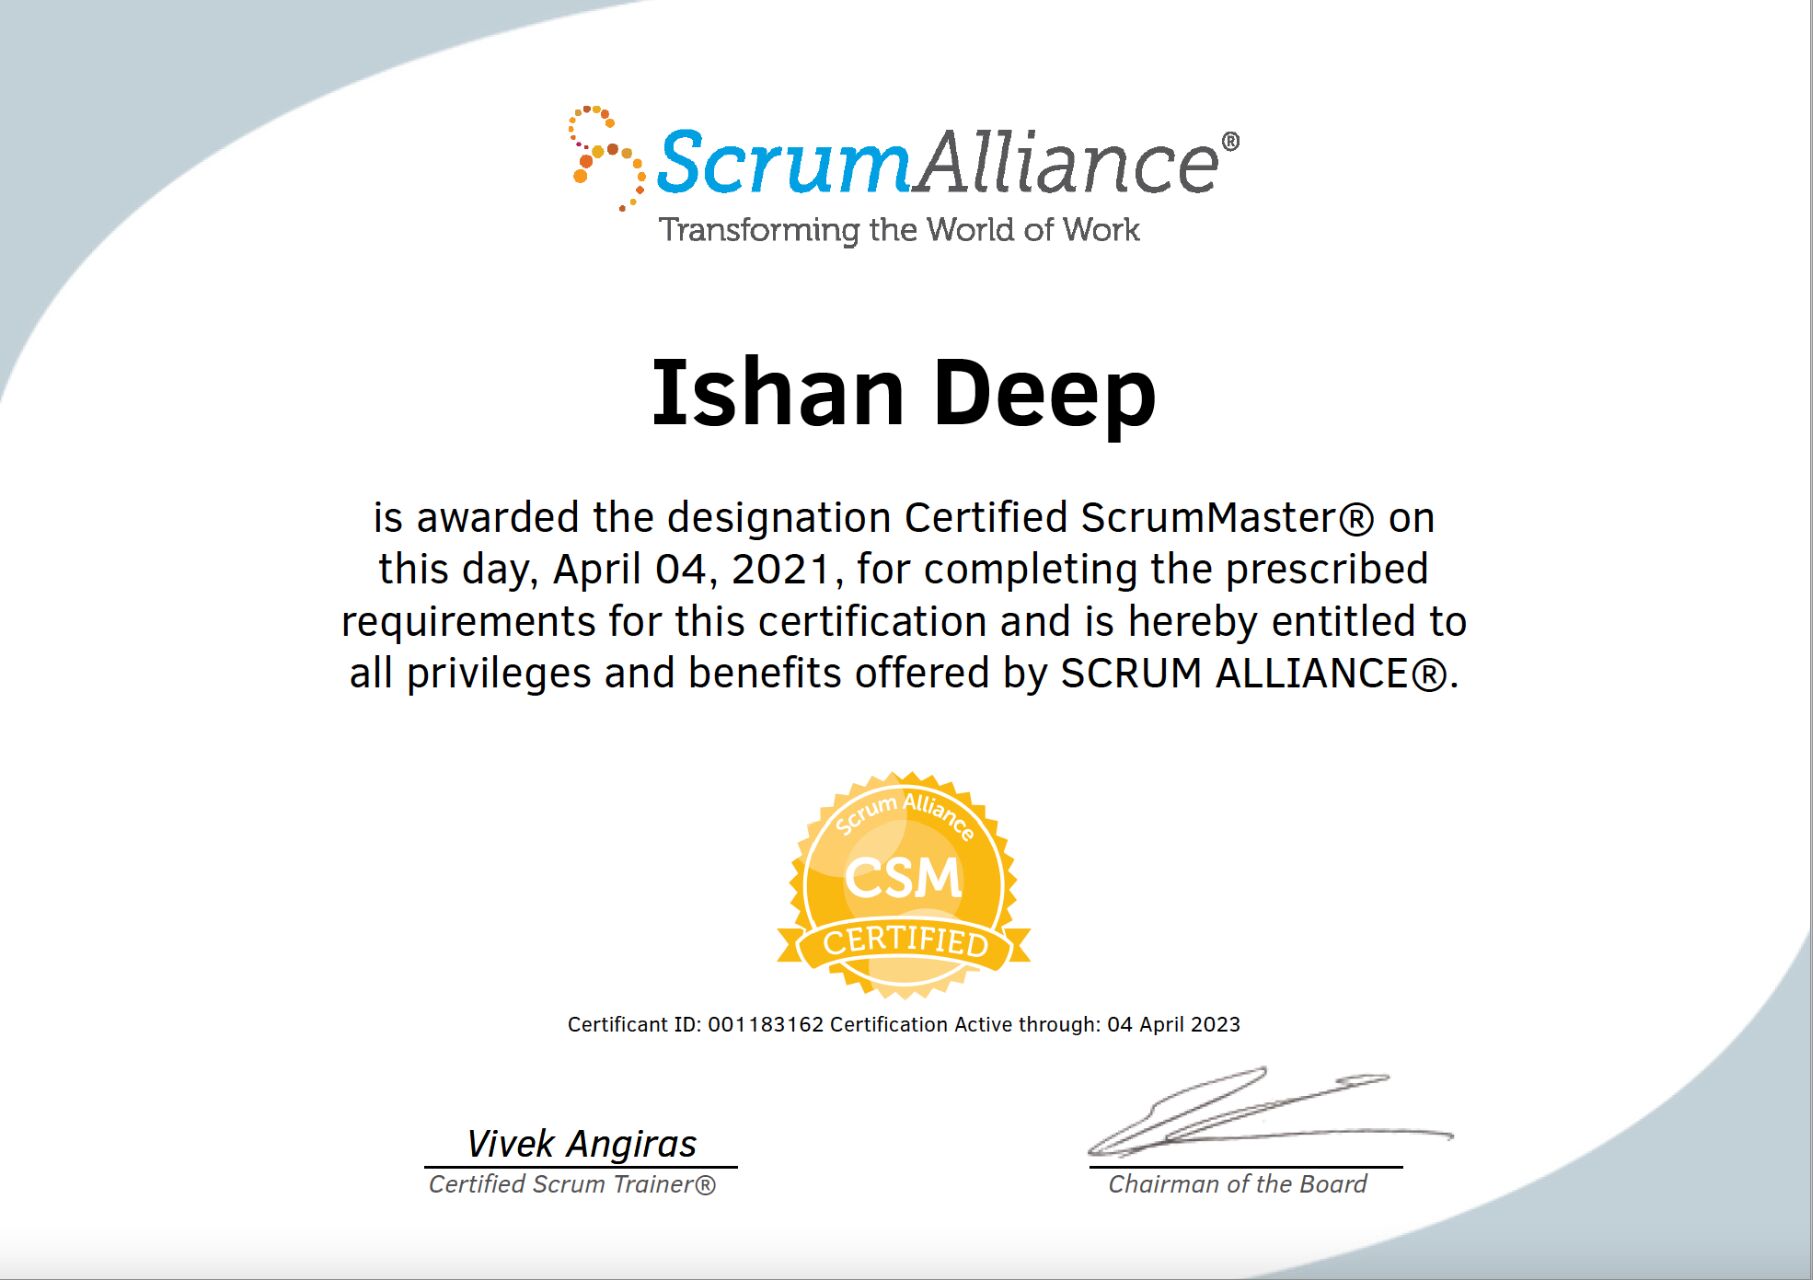 ScrumAlliance®
Transforming the World of Work
Ishan Deep
is awarded the designation Certified ScrumMaster® on
this day, April 04, 2021, for completing the prescribed
requirements for this certification and is hereby entitled to
all privileges and benefits offered by SCRUM ALLIANCE®.
Scrum Alliance
CSM
CERTIFIED
Certificant ID: 001183162 Certification Active through: 04 April 2023
Vivek Angiras
Certified Scrum Trainer®
Chairman of the Board